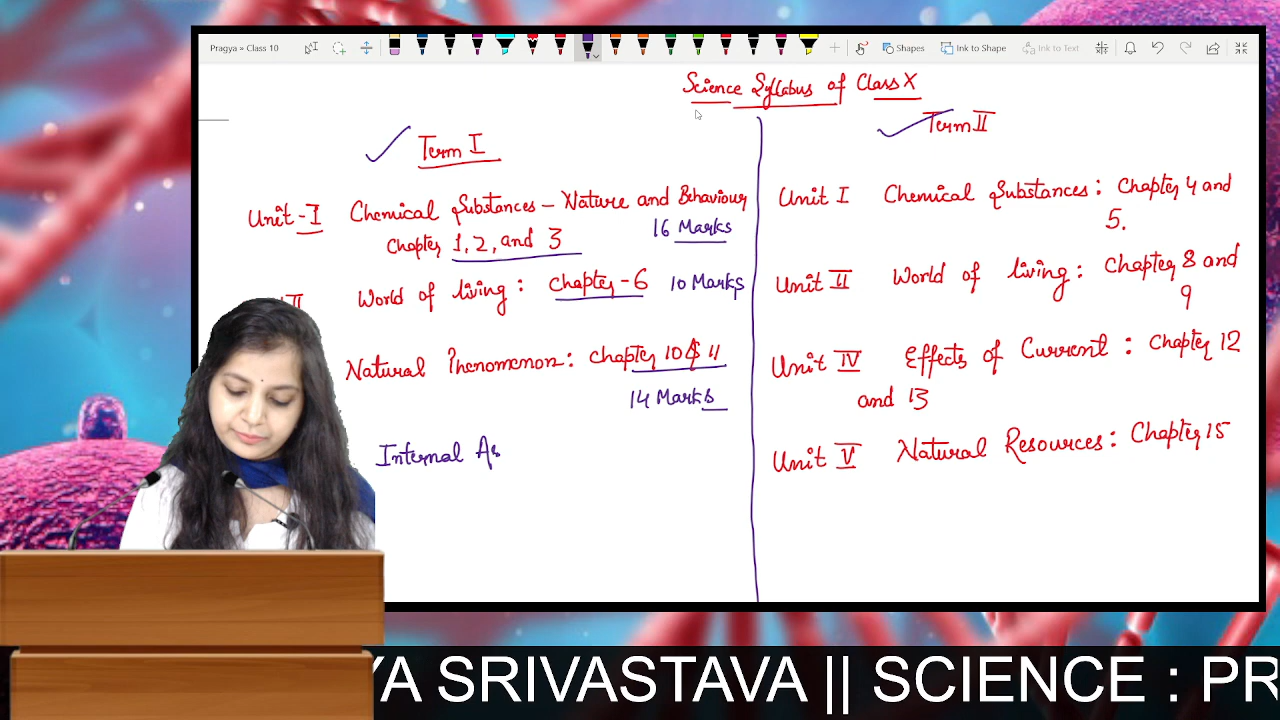 Pragya » Class 10
Shapes
Ink to Shape
Ink to Text
Science Syllabus of Class X
Term I
Unit-I Chemical Substances – Nature and Behaviour
Chapter 1, 2, and 3
16 Marks
II World of living : chapter-6 10 Marks
Natural Phenomenon : chapter 10 & 11
14 Marks
Internal As
Term II
Unit I Chemical Substances : Chapter 4 and
5.
Unit II World of living : Chapter 8 and
9
Unit IV Effects of Current : Chapter 12
and 13
Unit V Natural Resources : Chapter 15
YA SRIVASTAVA || SCIENCE : PR